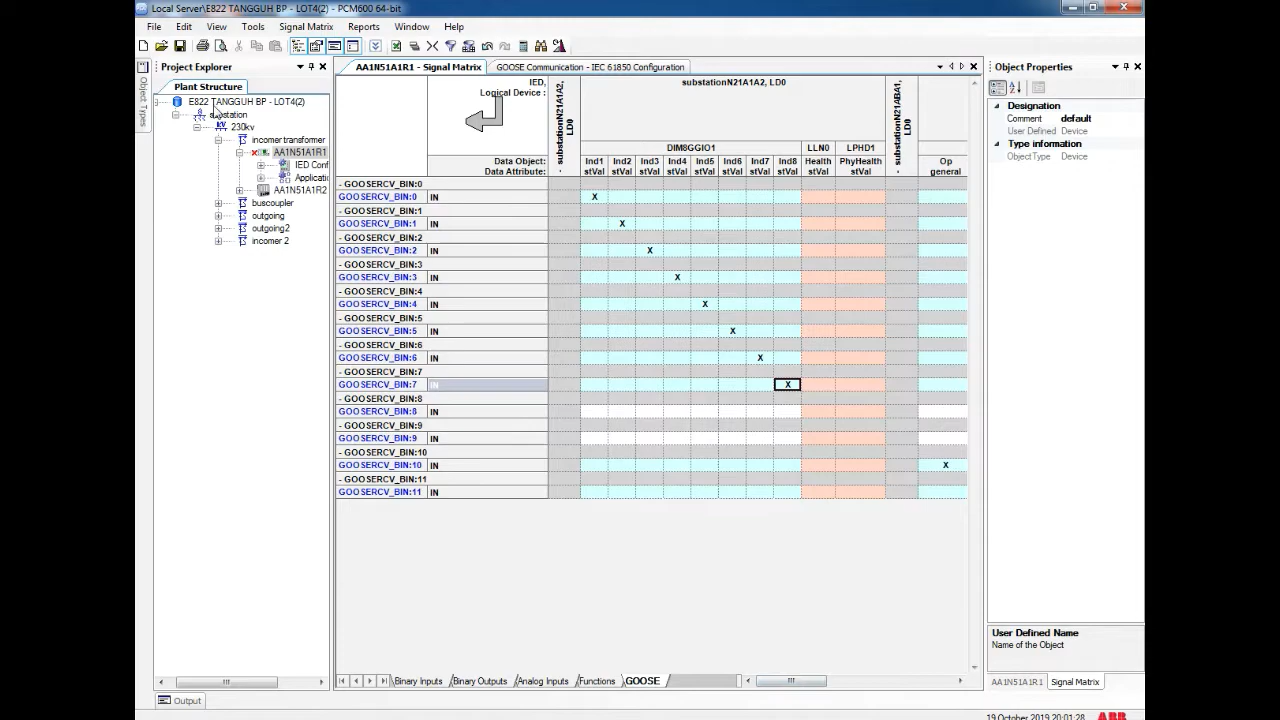 Local Server\E822 TANGGUH BP - LOT4(2) - PCM600 64-bit
File Edit View Tools Signal Matrix Reports Window Help
Project Explorer
Plant Structure
Object Types
E822 TANGGUH BP - LOT4(2)
230kv
incomer transformer
AA1N51A1R1
IED Conf
Applicatio
AA1N51A1R2
buscoupler
outgoing
outgoing2
incomer 2
Output
AA1N51A1R1 - Signal Matrix
GOOSE Communication - IEC 61850 Configuration
IED,
Logical Device :
Data Object:
Data Attribute:
substationN21A1A2, LD0 -
substationN21A1A2, LD0
substationN21ABA1, LD0 -
DIM8GGIO1 LLN0 LPHD1
Ind1 Ind2 Ind3 Ind4 Ind5 Ind6 Ind7 Ind8 Health PhyHealth Op
stVal stVal stVal stVal stVal stVal stVal stVal stVal stVal general
- GOOSERCV_BIN:0
GOOSERCV_BIN:0 IN X
- GOOSERCV_BIN:1
GOOSERCV_BIN:1 IN X
- GOOSERCV_BIN:2
GOOSERCV_BIN:2 IN X
- GOOSERCV_BIN:3
GOOSERCV_BIN:3 IN X
- GOOSERCV_BIN:4
GOOSERCV_BIN:4 IN X
- GOOSERCV_BIN:5
GOOSERCV_BIN:5 IN X
- GOOSERCV_BIN:6
GOOSERCV_BIN:6 IN X
- GOOSERCV_BIN:7
GOOSERCV_BIN:7 IN X
- GOOSERCV_BIN:8
GOOSERCV_BIN:8 IN
- GOOSERCV_BIN:9
GOOSERCV_BIN:9 IN
- GOOSERCV_BIN:10
GOOSERCV_BIN:10 IN X
- GOOSERCV_BIN:11
GOOSERCV_BIN:11 IN
Binary Inputs Binary Outputs Analog Inputs Functions GOOSE
Object Properties
Designation
Comment default
User Defined Device
Type information
Object Type Device
User Defined Name
Name of the Object
AA1N51A1R1 Signal Matrix
19 October 2019 20:01:28 ABB